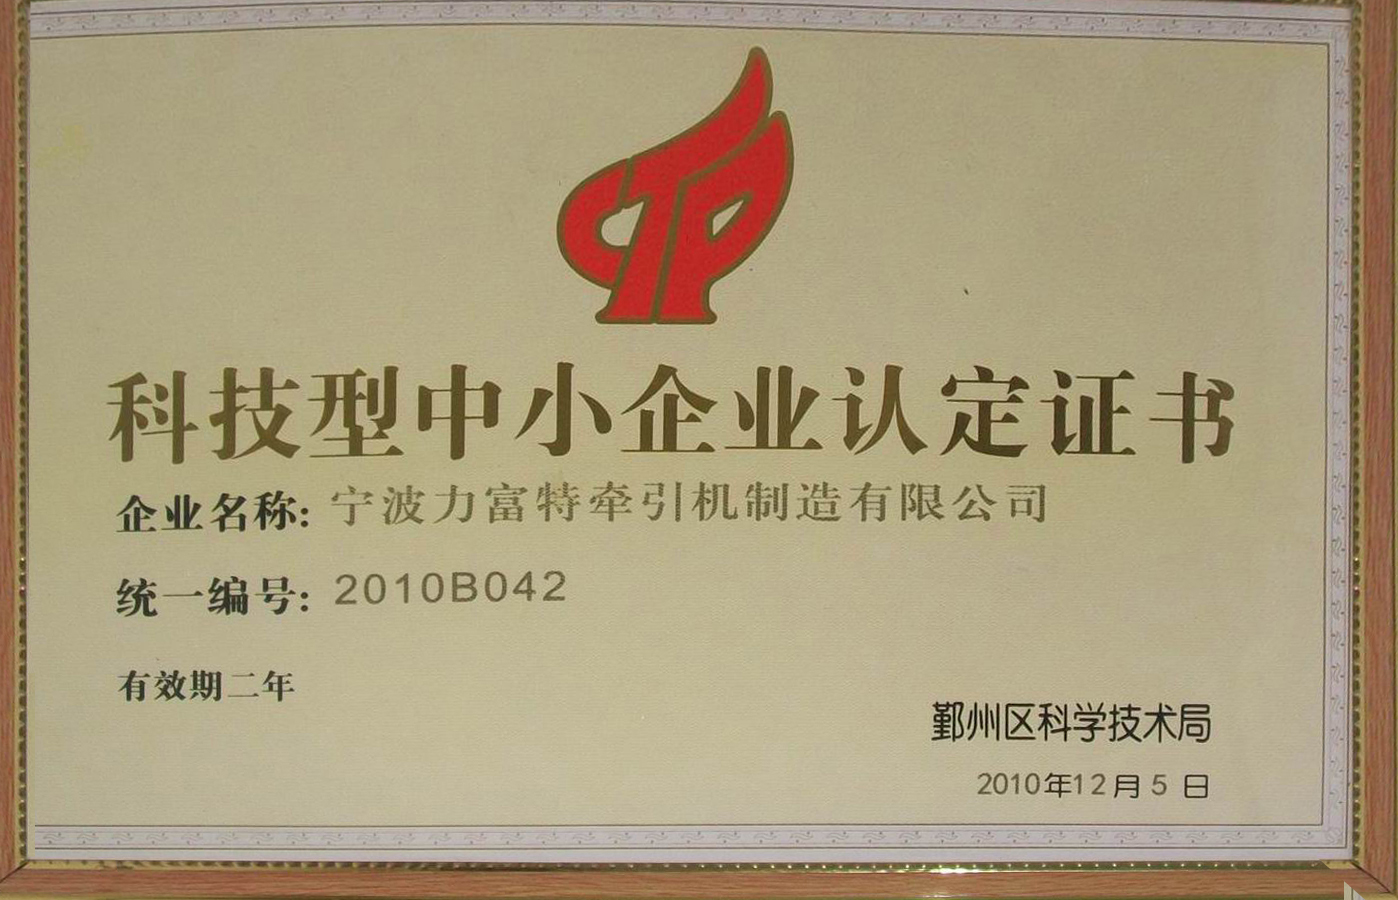 CTP
科技型中小企业认定证书
企业名称: 宁波力富特牵引机制造有限公司
统一编号: 2010B042
有效期二年
鄞州区科学技术局
2010年12月5日